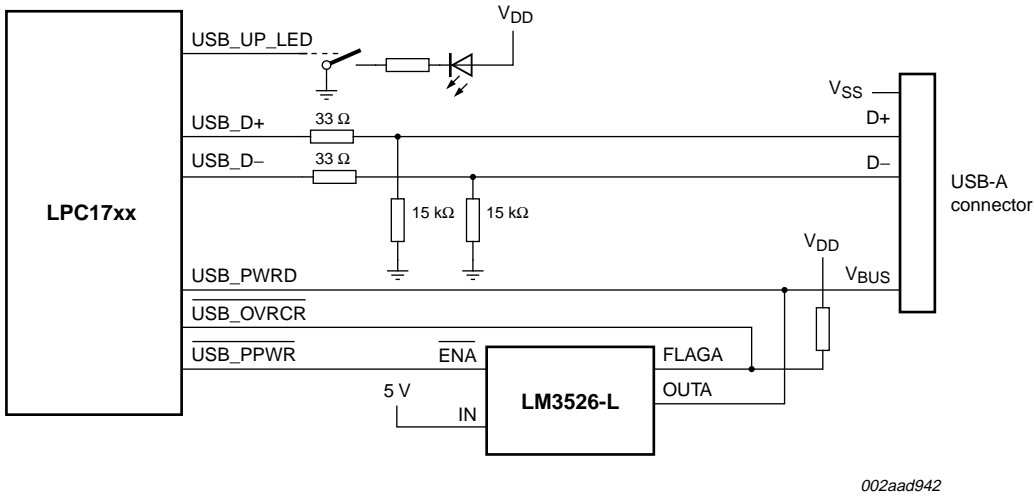 VDD
USB_UP_LED
VSS
USB_D+
33 Ω
D+
USB_D−
33 Ω
D−
LPC17xx
15 kΩ
15 kΩ
USB-A
connector
VDD
USB_PWRD
VBUS
USB_OVRCR
USB_PPWR
ENA
FLAGA
5 V
LM3526-L
OUTA
IN
002aad942